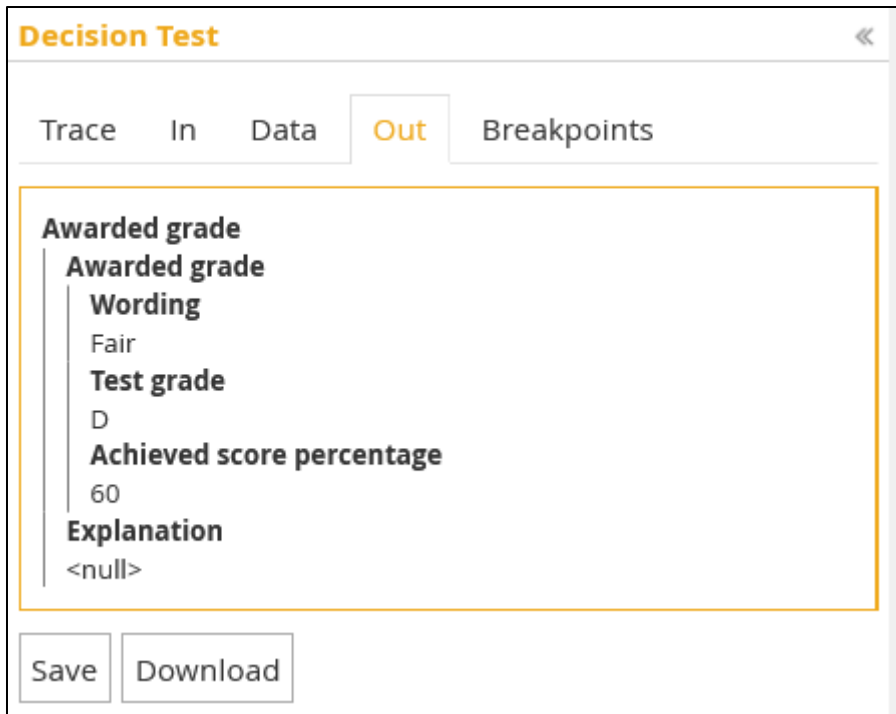 Decision Test
Trace In Data Out Breakpoints
Awarded grade
Awarded grade
Wording
Fair
Test grade
D
Achieved score percentage
60
Explanation
<null>
Save Download